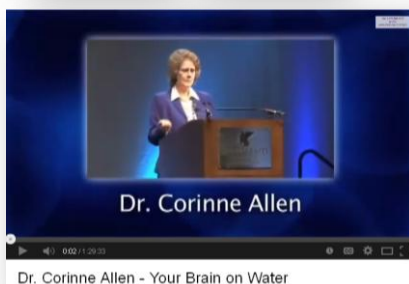 Dr. Corinne Allen
0:02 / 1:29:33
Dr. Corinne Allen - Your Brain on Water